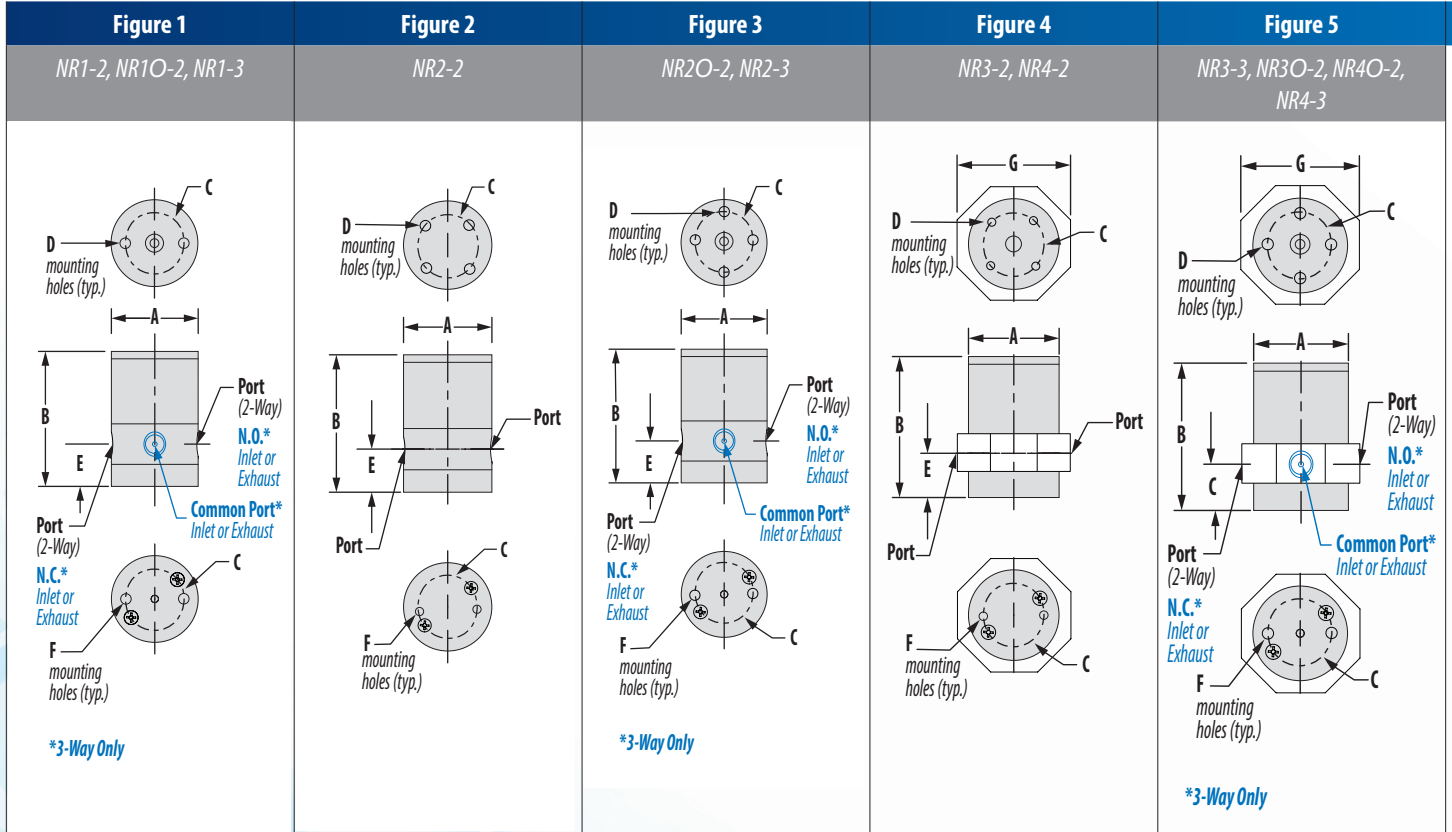 Figure 1
NR1-2, NR1O-2, NR1-3
C
D
mounting
holes (typ.)
A
B
E
Port
(2-Way)
N.O.*
Inlet or
Exhaust
Common Port*
Inlet or Exhaust
Port
(2-Way)
N.C.*
Inlet or
Exhaust
C
F
mounting
holes (typ.)
*3-Way Only
Figure 2
NR2-2
C
D
mounting
holes (typ.)
A
B
E
Port
Port
C
F
mounting
holes (typ.)
Figure 3
NR2O-2, NR2-3
C
D
mounting
holes (typ.)
A
B
E
Port
(2-Way)
N.O.*
Inlet or
Exhaust
Common Port*
Inlet or Exhaust
Port
(2-Way)
N.C.*
Inlet or
Exhaust
C
F
mounting
holes (typ.)
*3-Way Only
Figure 4
NR3-2, NR4-2
G
D
mounting
holes (typ.)
C
A
B
E
Port
Port
F
mounting
holes (typ.)
C
Figure 5
NR3-3, NR3O-2, NR4O-2,
NR4-3
G
C
D
mounting
holes (typ.)
A
B
C
Port
(2-Way)
N.O.*
Inlet or
Exhaust
Common Port*
Inlet or Exhaust
Port
(2-Way)
N.C.*
Inlet or
Exhaust
F
mounting
holes (typ.)
C
*3-Way Only